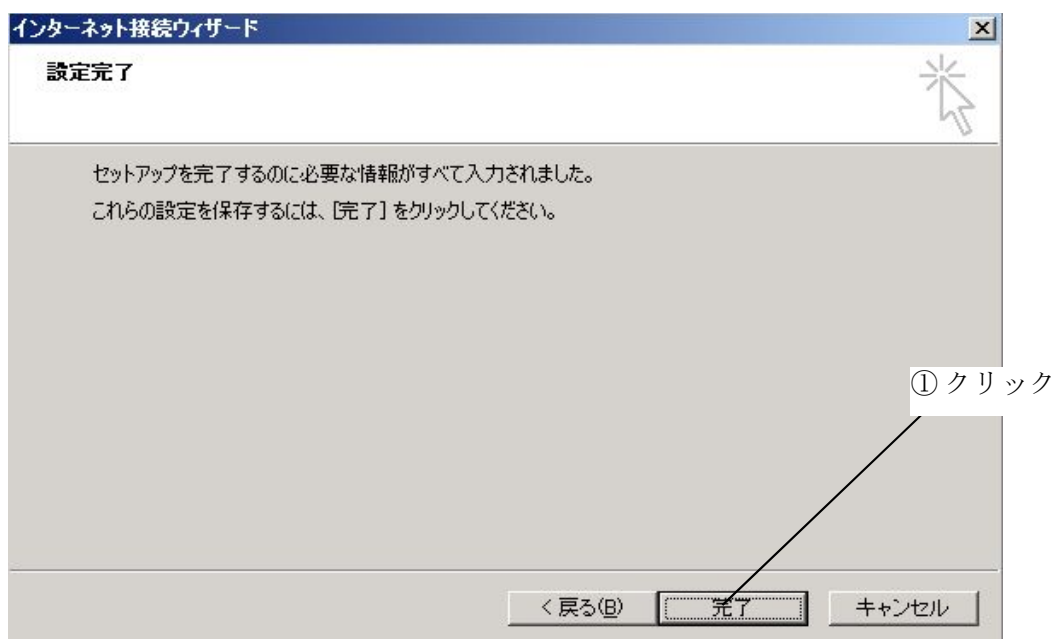 インターネット接続ウィザード
設定完了
セットアップを完了するのに必要な情報がすべて入力されました。
これらの設定を保存するには、[完了] をクリックしてください。
① クリック
< 戻る(B)
完了
キャンセル